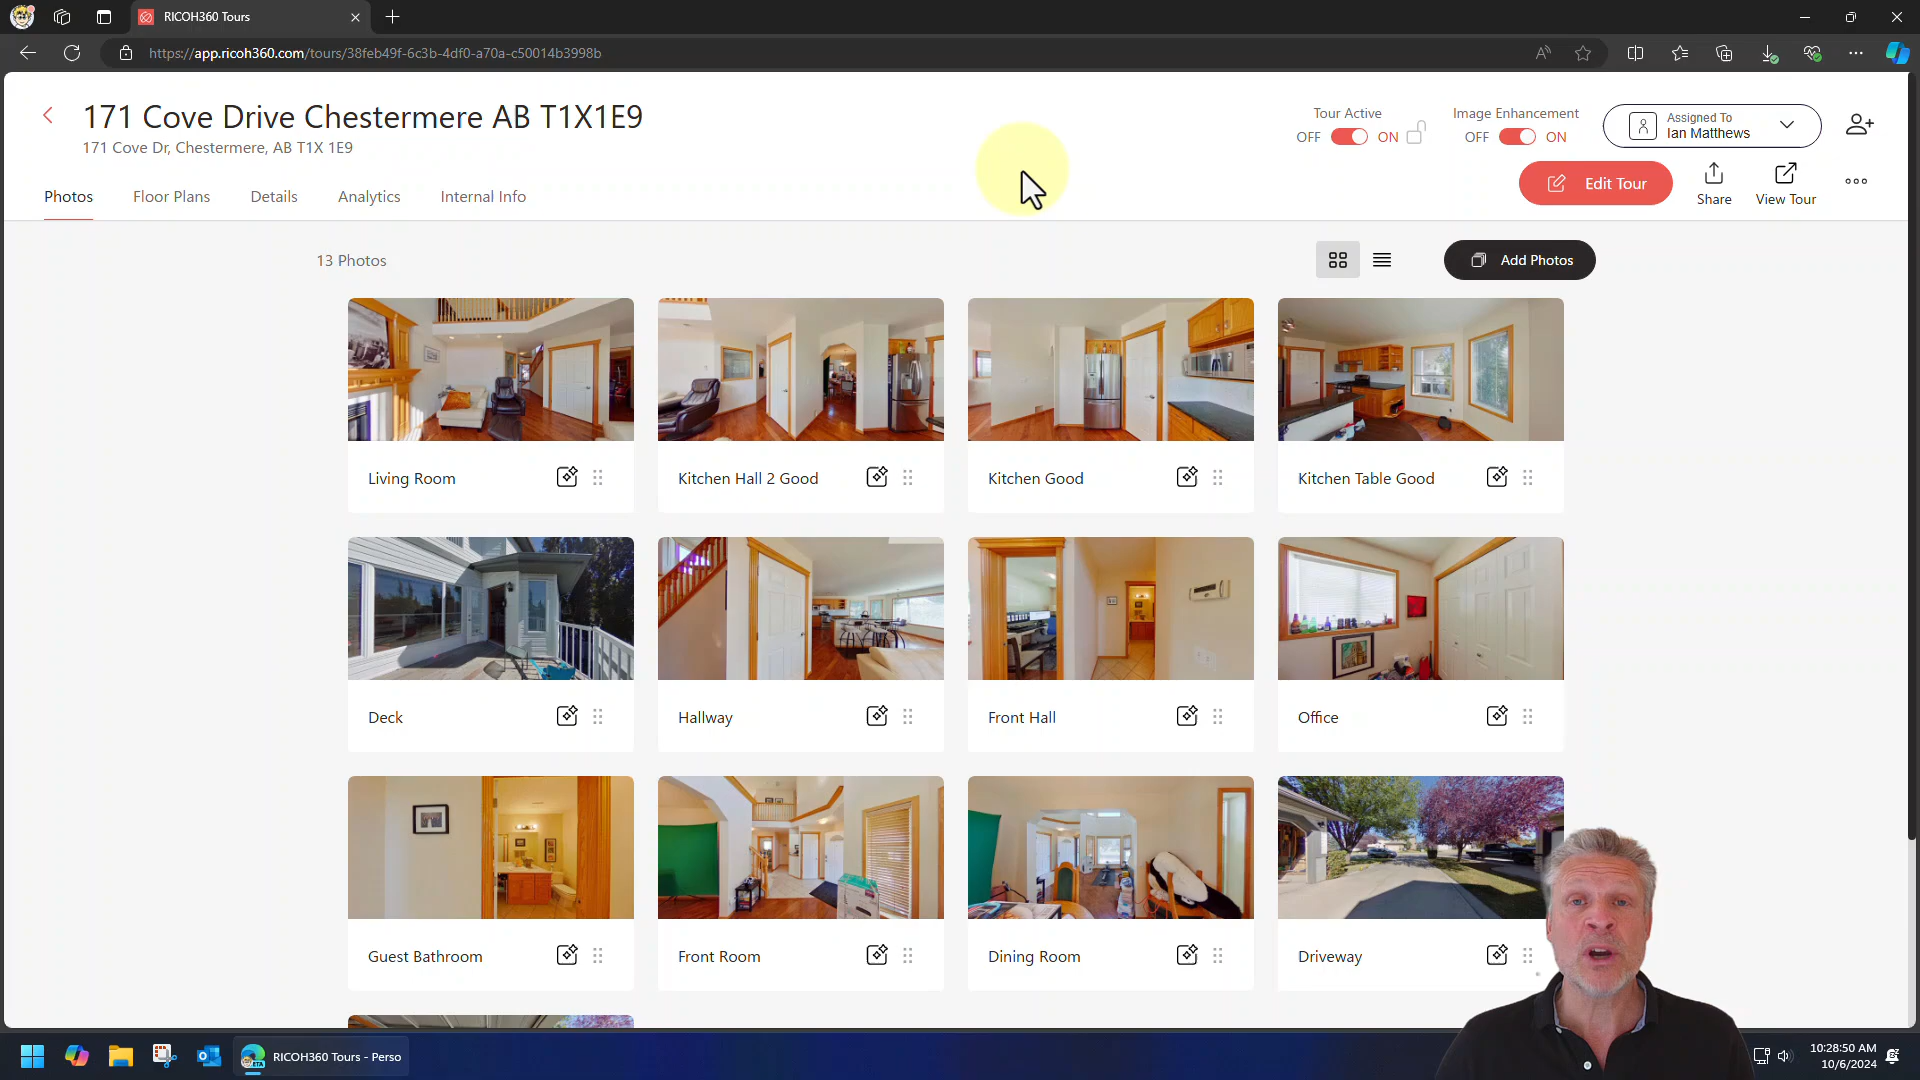 RICOH360 Tours
https://app.ricoh360.com/tours/38feb49f-6c3b-4df0-a70a-c50014b3998b
171 Cove Drive Chestermere AB T1X1E9
171 Cove Dr, Chestermere, AB T1X 1E9
Tour Active
OFF ON
Image Enhancement
OFF ON
Assigned To
Ian Matthews
Photos Floor Plans Details Analytics Internal Info
Edit Tour
Share
View Tour
13 Photos
Add Photos
Living Room
Kitchen Hall 2 Good
Kitchen Good
Kitchen Table Good
Deck
Hallway
Front Hall
Office
Guest Bathroom
Front Room
Dining Room
Driveway
RICOH360 Tours - Perso
10:28:50 AM
10/6/2024